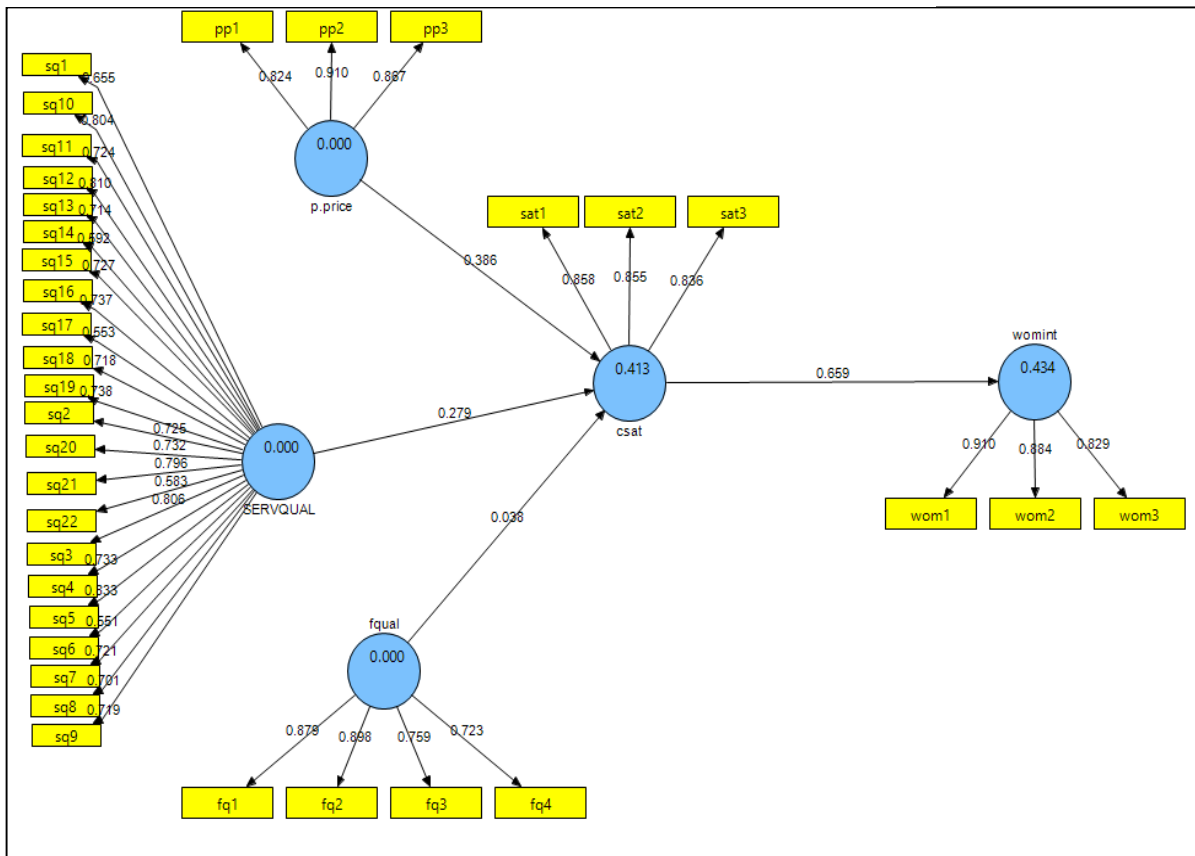 pp1 pp2 pp3
sq1
0.655
0.824 0.910 0.867
sq10
0.804
sq11
0.724
0.000
p.price
sq12
0.810
sq13
0.714
sq14
0.592
sat1 sat2 sat3
sq15
0.727
0.386
0.858 0.855 0.836
sq16
0.737
sq17
0.553
womint
sq18
0.718
0.413
0.659
0.434
sq19
0.738
sq2
0.279
csat
0.725
sq20
0.732
0.000
0.910 0.884 0.829
0.796
sq21
0.583
0.806
SERVQUAL
wom1 wom2 wom3
sq22
0.038
sq3
0.733
sq4
0.833
sq5
0.551
fqual
sq6
0.721
0.000
sq7
0.701
sq8
0.719
sq9
0.879 0.898 0.759 0.723
fq1 fq2 fq3 fq4